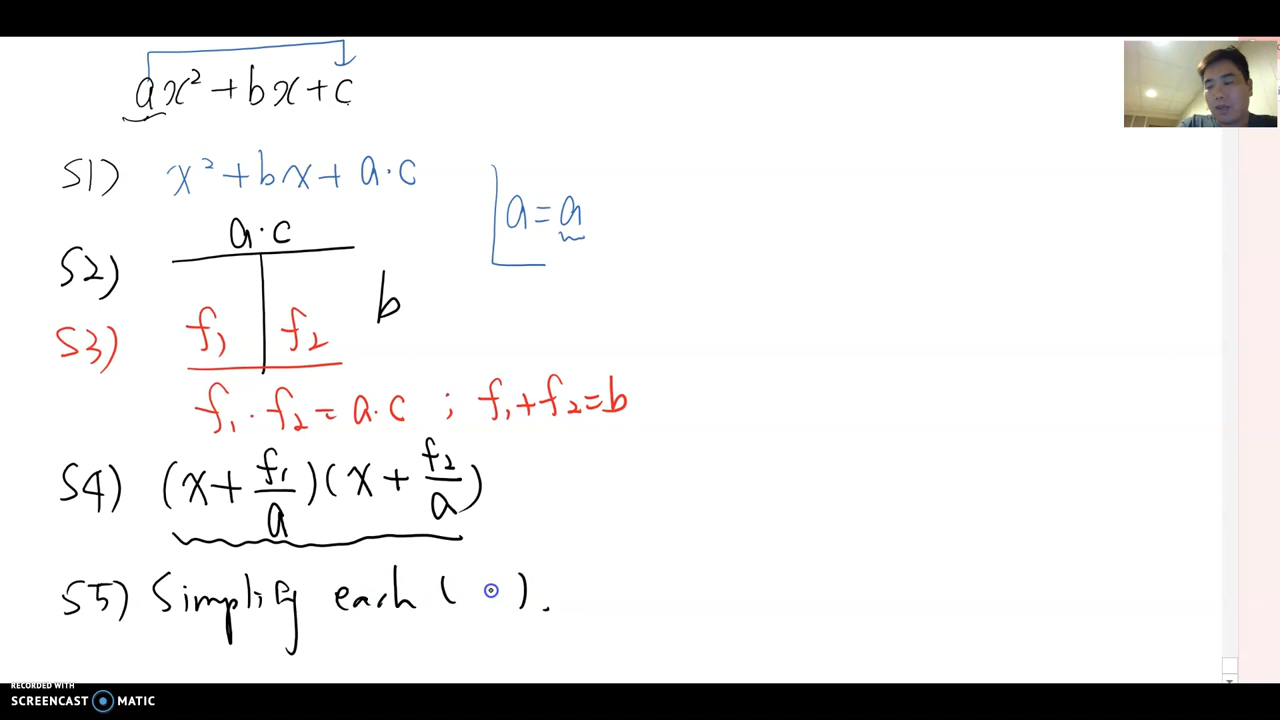 ax² + bx + c
S1) x² + bx + a·c
a = a
a·c
S2)
b
S3) f₁ f₂
f₁ · f₂ = a·c ; f₁ + f₂ = b
S4) (x + f₁/a)(x + f₂/a)
S5) Simplify each ( ).
RECORDED WITH
SCREENCAST MATIC